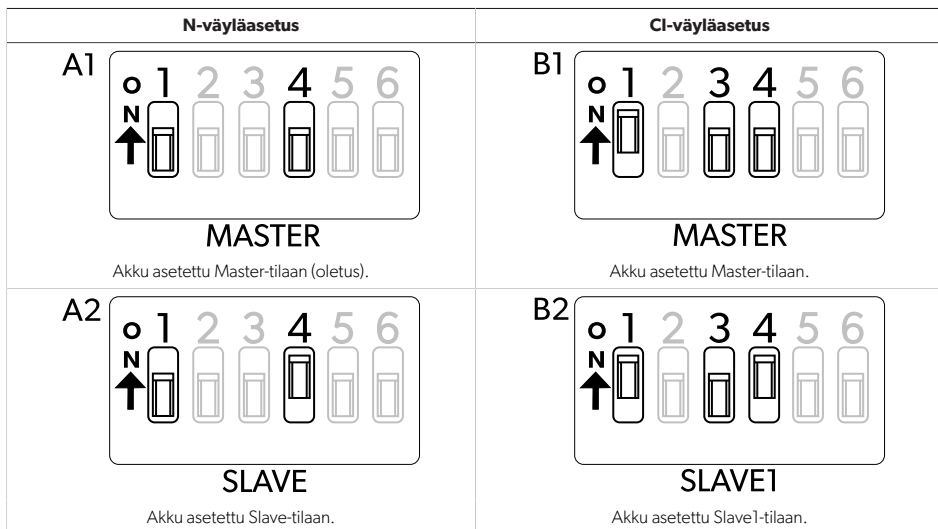 N-väyläasetus
CI-väyläasetus
A1
O 1 2 3 4 5 6
N
MASTER
Akku asetettu Master-tilaan (oletus).
B1
O 1 2 3 4 5 6
N
MASTER
Akku asetettu Master-tilaan.
A2
O 1 2 3 4 5 6
N
SLAVE
Akku asetettu Slave-tilaan.
B2
O 1 2 3 4 5 6
N
SLAVE1
Akku asetettu Slave1-tilaan.